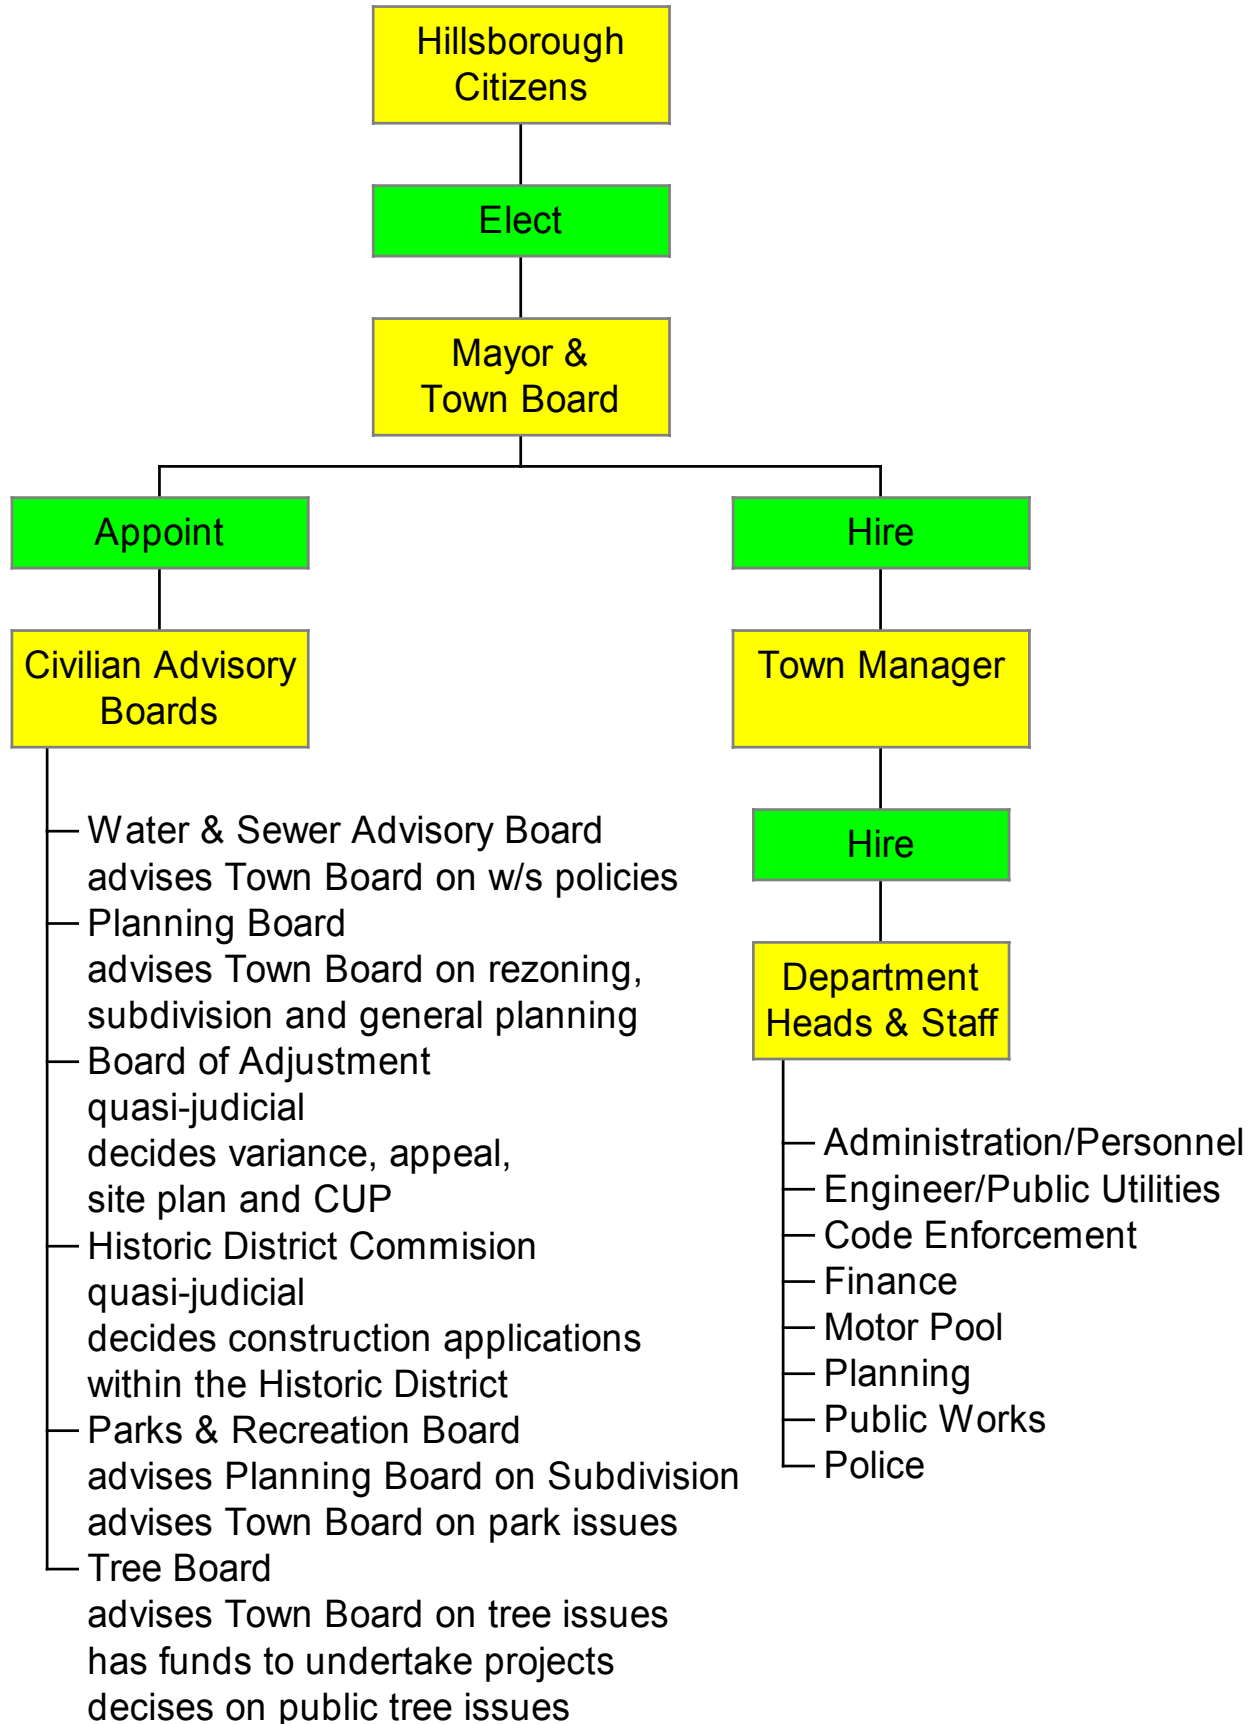 Hillsborough
Citizens
Elect
Mayor &
Town Board
Appoint
Hire
Civilian Advisory
Boards
Town Manager
Water & Sewer Advisory Board
advises Town Board on w/s policies
Planning Board
advises Town Board on rezoning,
subdivision and general planning
Board of Adjustment
quasi-judicial
decides variance, appeal,
site plan and CUP
Historic District Commision
quasi-judicial
decides construction applications
within the Historic District
Parks & Recreation Board
advises Planning Board on Subdivision
advises Town Board on park issues
Tree Board
advises Town Board on tree issues
has funds to undertake projects
decises on public tree issues
Hire
Department
Heads & Staff
Administration/Personnel
Engineer/Public Utilities
Code Enforcement
Finance
Motor Pool
Planning
Public Works
Police